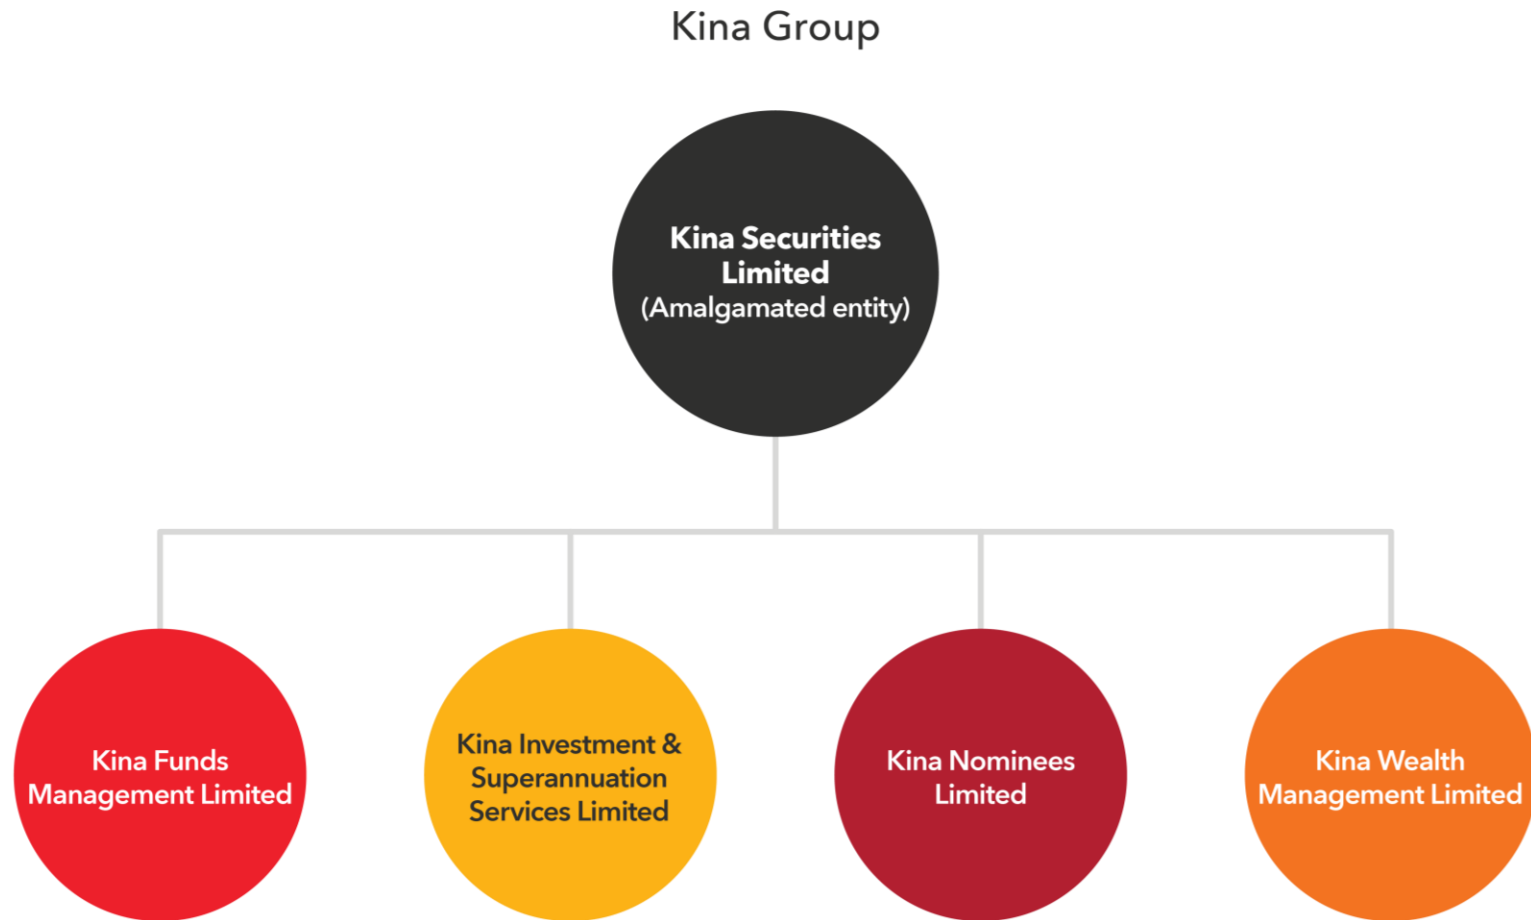 Kina Group
Kina Securities
Limited
(Amalgamated entity)
Kina Funds
Management Limited
Kina Investment &
Superannuation
Services Limited
Kina Nominees
Limited
Kina Wealth
Management Limited